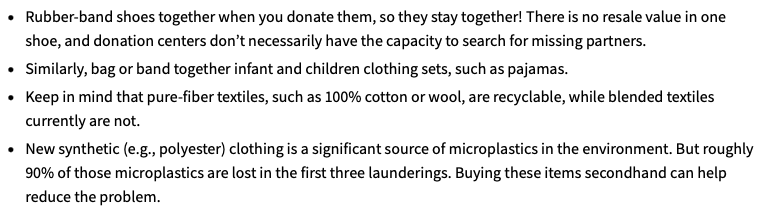 • Rubber-band shoes together when you donate them, so they stay together! There is no resale value in one
shoe, and donation centers don’t necessarily have the capacity to search for missing partners.
• Similarly, bag or band together infant and children clothing sets, such as pajamas.
• Keep in mind that pure-fiber textiles, such as 100% cotton or wool, are recyclable, while blended textiles
currently are not.
• New synthetic (e.g., polyester) clothing is a significant source of microplastics in the environment. But roughly
90% of those microplastics are lost in the first three launderings. Buying these items secondhand can help
reduce the problem.